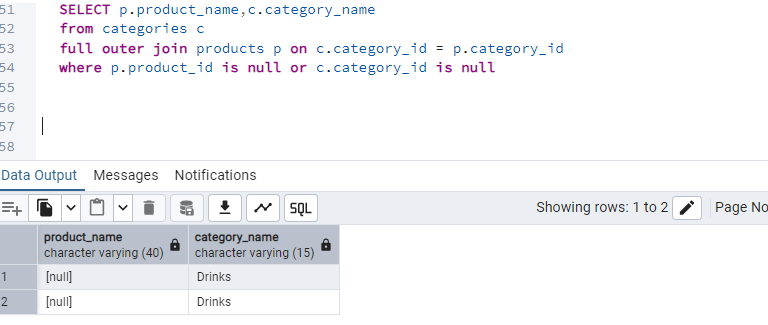 51 SELECT p.product_name,c.category_name
52 from categories c
53 full outer join products p on c.category_id = p.category_id
54 where p.product_id is null or c.category_id is null
55
56
57
58
Data Output Messages Notifications
SQL Showing rows: 1 to 2 Page No
product_name category_name
character varying (40) character varying (15)
1 [null] Drinks
2 [null] Drinks